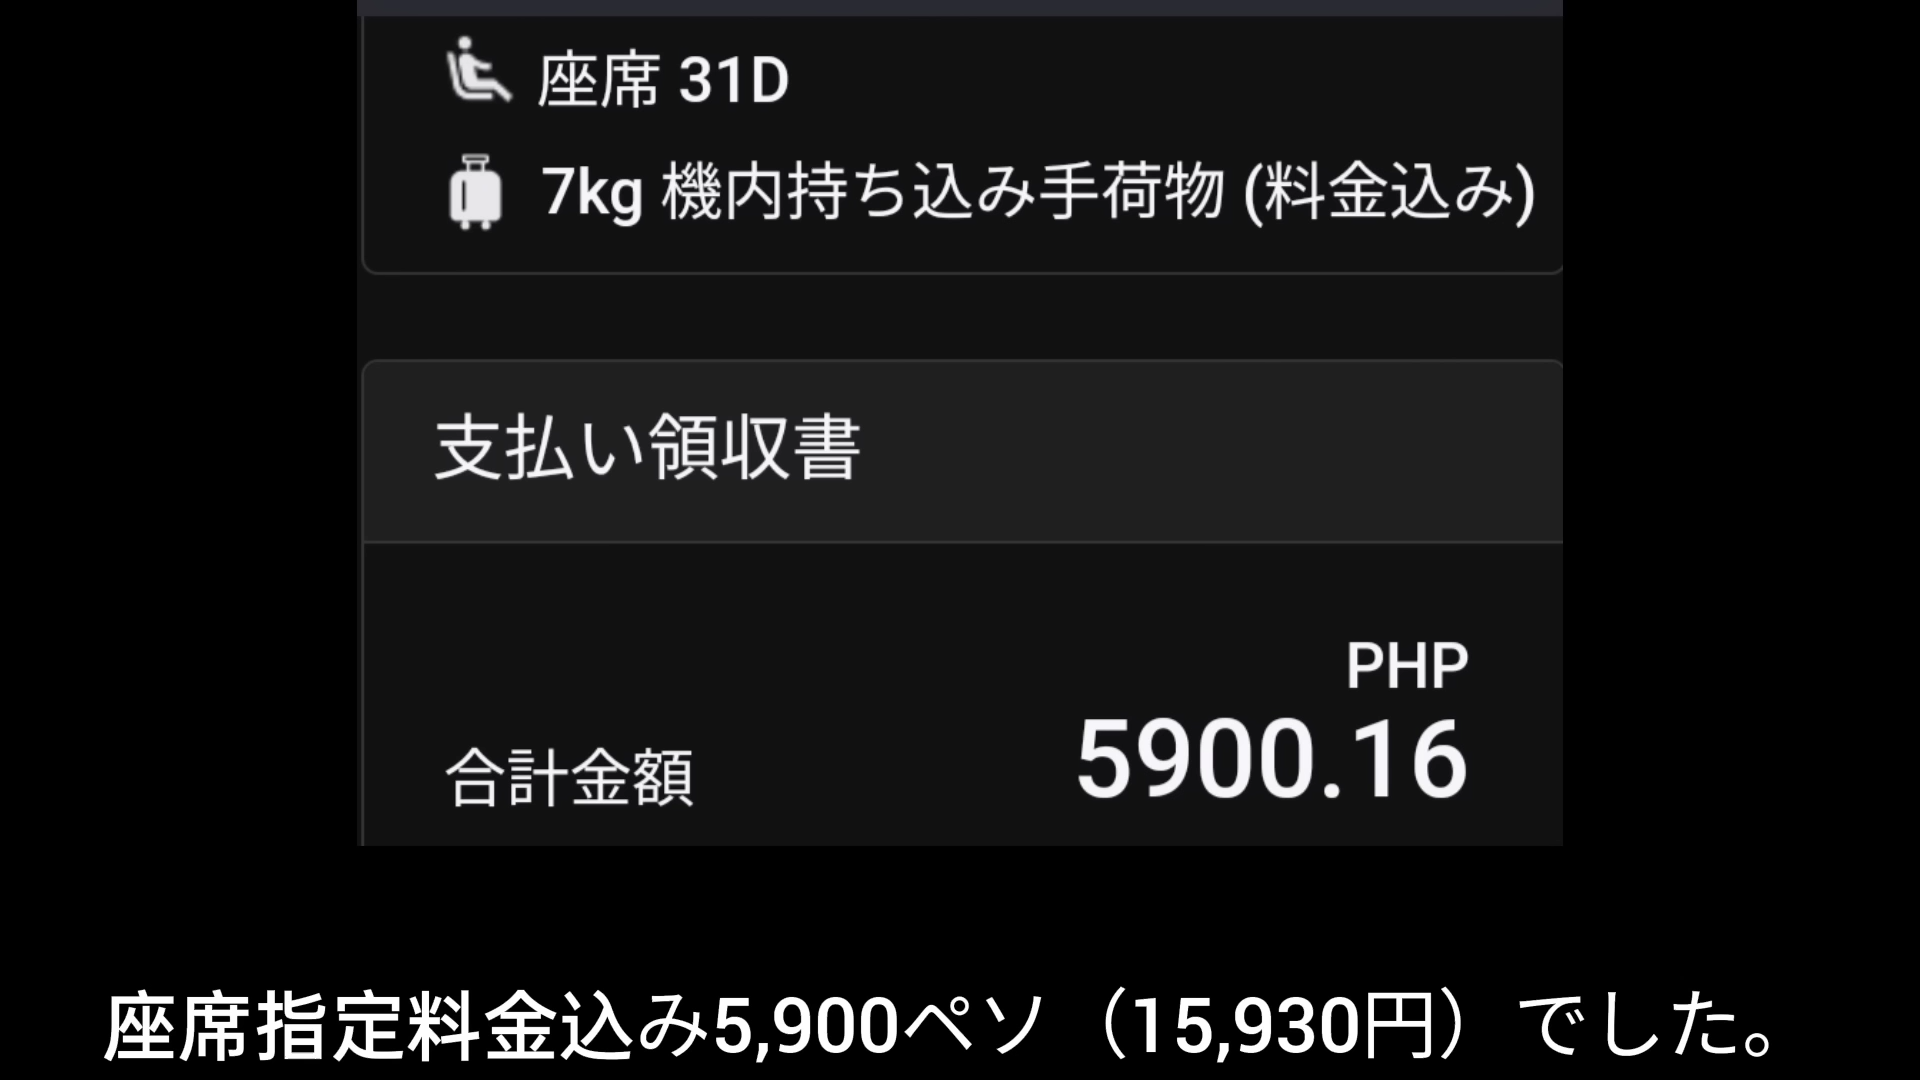 座席 31D
7kg 機内持ち込み手荷物 (料金込み)
支払い領収書
PHP
合計金額 5900.16
座席指定料金込み5,900ペソ（15,930円）でした。